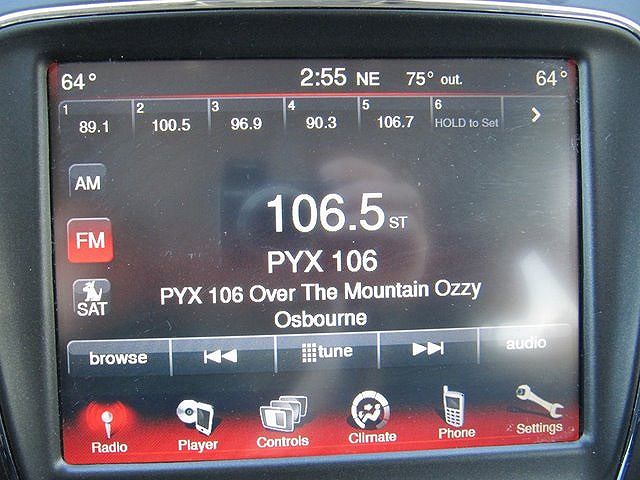 64° 2:55 NE 75° out. 64°
1 2 3 4 5 6
89.1 100.5 96.9 90.3 106.7 HOLD to Set
AM
106.5 ST
FM
PYX 106
SAT
PYX 106 Over The Mountain Ozzy
Osbourne
browse tune audio
Radio Player Controls Climate Phone Settings